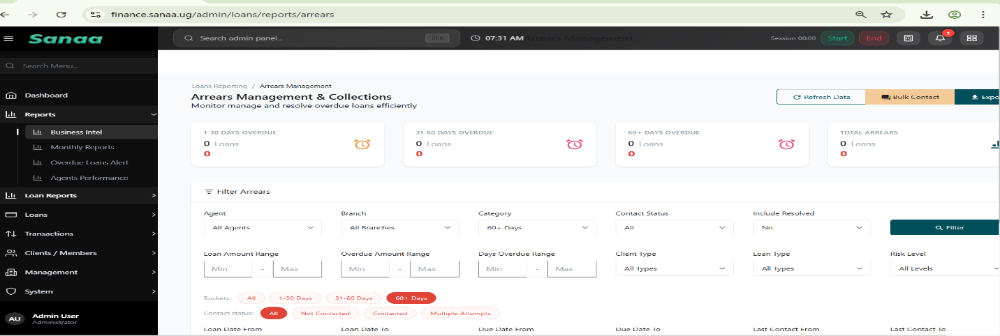 finance.sanaa.ug/admin/loans/reports/arrears
Sanaa
Search admin panel...
⌘K
07:31 AM
Arrears Management
Session 00:00
Start
End
1
Search Menu...
Dashboard
Reports
Business Intel
Monthly Reports
Overdue Loans Alert
Agents Performance
Loan Reports
Loans
Transactions
Clients / Members
Management
System
AU
Admin User
Administrator
Loans Reporting / Arrears Management
Arrears Management & Collections
Monitor manage and resolve overdue loans efficiently
Refresh Data
Bulk Contact
Expo
1-30 DAYS OVERDUE
0 Loans
0
31-60 DAYS OVERDUE
0 Loans
0
60+ DAYS OVERDUE
0 Loans
0
TOTAL ARREARS
0 Loans
0
Filter Arrears
Agent
All Agents
Branch
All Branches
Category
60+ Days
Contact Status
All
Include Resolved
No
Filter
Loan Amount Range
Min - Max
Overdue Amount Range
Min - Max
Days Overdue Range
Min - Max
Client Type
All Types
Loan Type
All Types
Risk Level
All Levels
Buckets: All 1-30 Days 31-60 Days 60+ Days
Contact status: All Not Contacted Contacted Multiple Attempts
Loan Date From
Loan Date To
Due Date From
Due Date To
Last Contact From
Last Contact To